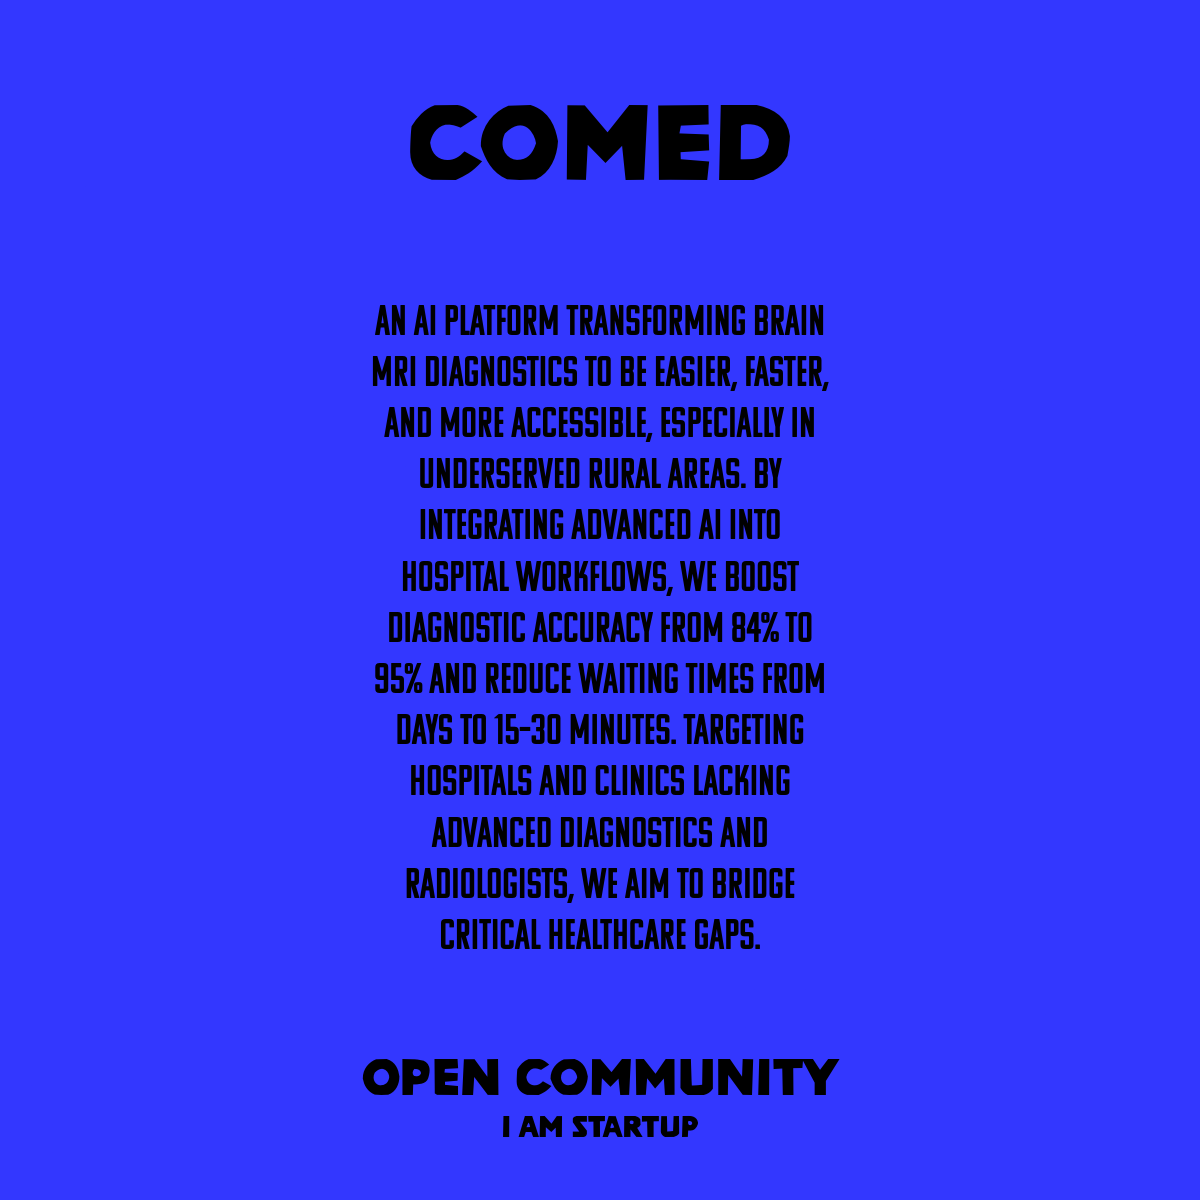 COMED
AN AI PLATFORM TRANSFORMING BRAIN
MRI DIAGNOSTICS TO BE EASIER, FASTER,
AND MORE ACCESSIBLE, ESPECIALLY IN
UNDERSERVED RURAL AREAS. BY
INTEGRATING ADVANCED AI INTO
HOSPITAL WORKFLOWS, WE BOOST
DIAGNOSTIC ACCURACY FROM 84% TO
95% AND REDUCE WAITING TIMES FROM
DAYS TO 15-30 MINUTES. TARGETING
HOSPITALS AND CLINICS LACKING
ADVANCED DIAGNOSTICS AND
RADIOLOGISTS, WE AIM TO BRIDGE
CRITICAL HEALTHCARE GAPS.
OPEN COMMUNITY
I AM STARTUP